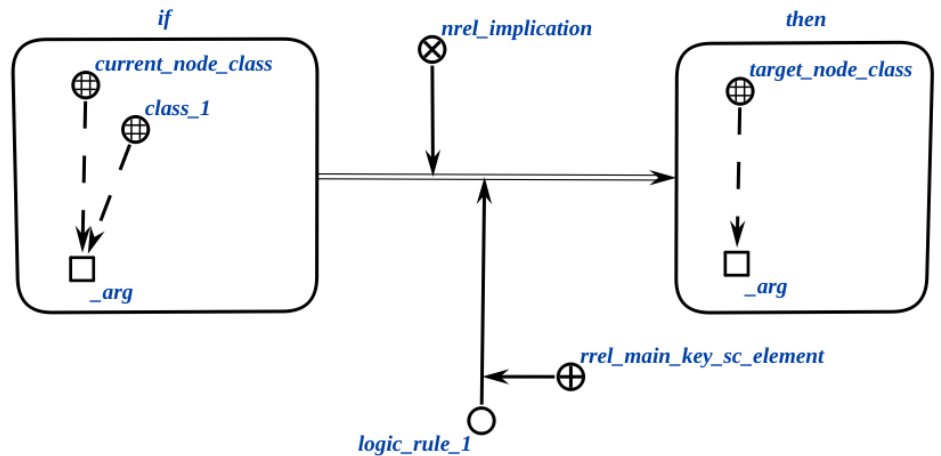 if
nrel_implication
then
current_node_class
class_1
target_node_class
_arg
_arg
rrel_main_key_sc_element
logic_rule_1